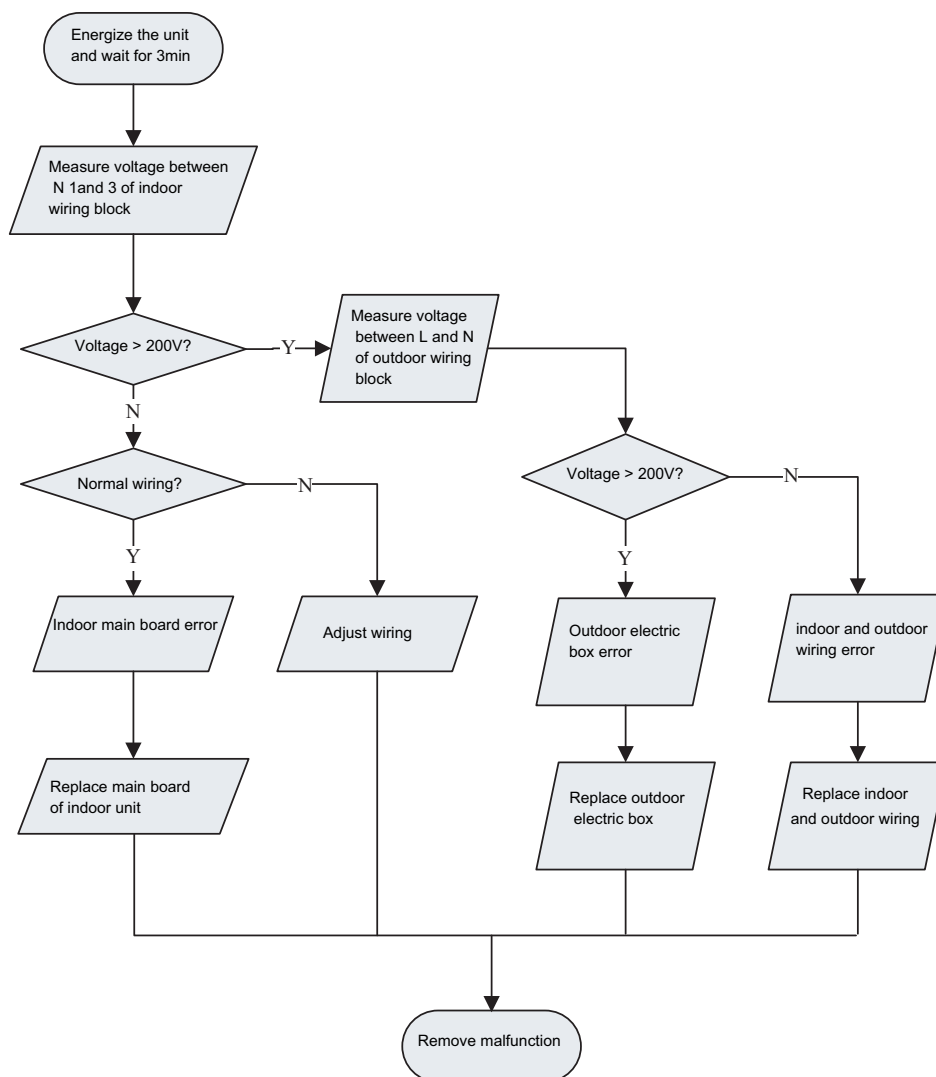 Energize the unit
and wait for 3min
Measure voltage between
N 1and 3 of indoor
wiring block
Voltage > 200V?
Y
Measure voltage
between L and N
of outdoor wiring
block
N
Normal wiring?
N
Voltage > 200V?
N
Y
Y
Indoor main board error
Adjust wiring
Outdoor electric
box error
indoor and outdoor
wiring error
Replace main board
of indoor unit
Replace outdoor
electric box
Replace indoor
and outdoor wiring
Remove malfunction